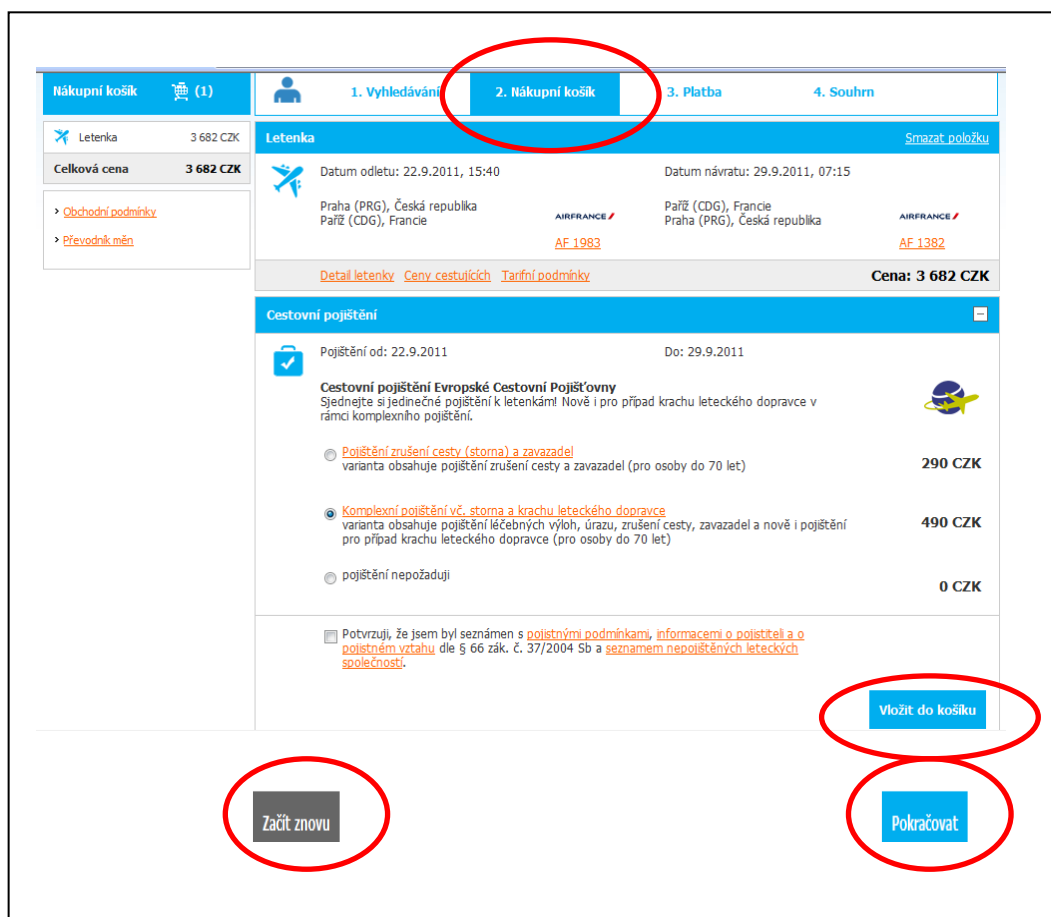 Nákupní košík (1)
1. Vyhledávání
2. Nákupní košík
3. Platba
4. Souhrn
Letenka 3 682 CZK
Celková cena 3 682 CZK
Obchodní podmínky
Převodník měn
Letenka
Smazat položku
Datum odletu: 22.9.2011, 15:40
Datum návratu: 29.9.2011, 07:15
Praha (PRG), Česká republika
Paříž (CDG), Francie
AIRFRANCE
AF 1983
Paříž (CDG), Francie
Praha (PRG), Česká republika
AIRFRANCE
AF 1382
Detail letenky Ceny cestujících Tarifní podmínky
Cena: 3 682 CZK
Cestovní pojištění
Pojištění od: 22.9.2011
Do: 29.9.2011
Cestovní pojištění Evropské Cestovní Pojišťovny
Sjednejte si jedinečné pojištění k letenkám! Nově i pro případ krachu leteckého dopravce v
rámci komplexního pojištění.
Pojištění zrušení cesty (storna) a zavazadel
varianta obsahuje pojištění zrušení cesty a zavazadel (pro osoby do 70 let)
290 CZK
Komplexní pojištění vč. storna a krachu leteckého dopravce
varianta obsahuje pojištění léčebných výloh, úrazu, zrušení cesty, zavazadel a nově i pojištění
pro případ krachu leteckého dopravce (pro osoby do 70 let)
490 CZK
pojištění nepožaduji
0 CZK
Potvrzuji, že jsem byl seznámen s pojistnými podmínkami, informacemi o pojistiteli a o
pojistném vztahu dle § 66 zák. č. 37/2004 Sb a seznamem nepojištěných leteckých
společností.
Vložit do košíku
Začít znovu
Pokračovat